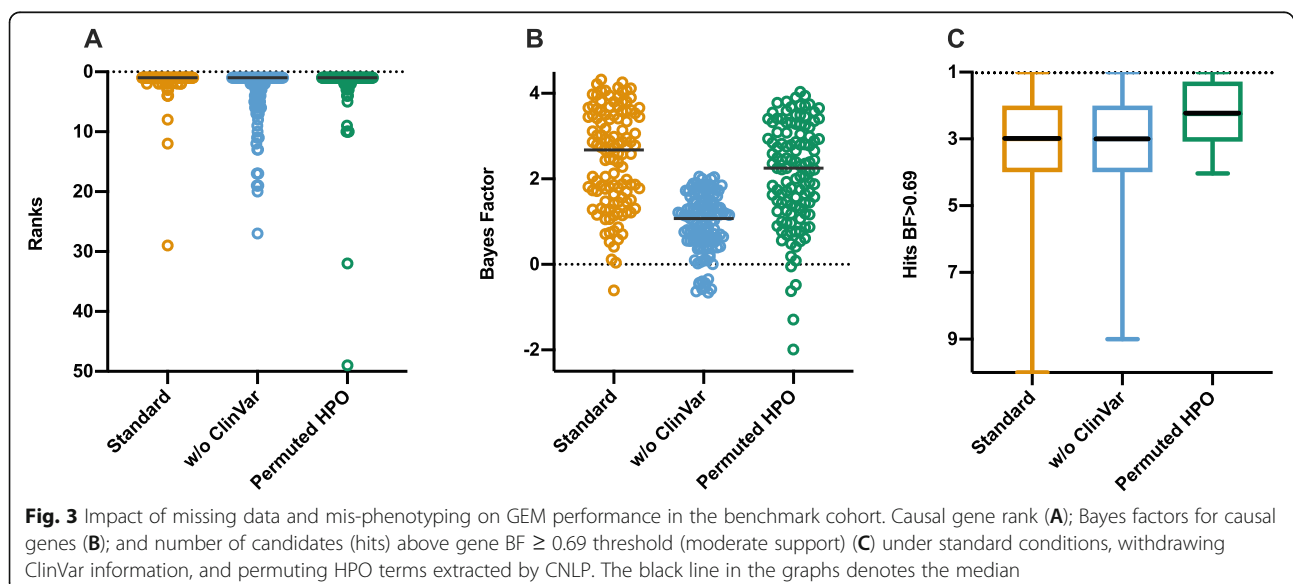 A
0
10
20
30
40
50
Ranks
Standard
w/o ClinVar
Permuted HPO
B
4
2
0
-2
Bayes Factor
Standard
w/o ClinVar
Permuted HPO
C
1
3
5
7
9
Hits BF>0.69
Standard
w/o ClinVar
Permuted HPO
Fig. 3 Impact of missing data and mis-phenotyping on GEM performance in the benchmark cohort. Causal gene rank (A); Bayes factors for causal
genes (B); and number of candidates (hits) above gene BF ≥ 0.69 threshold (moderate support) (C) under standard conditions, withdrawing
ClinVar information, and permuting HPO terms extracted by CNLP. The black line in the graphs denotes the median